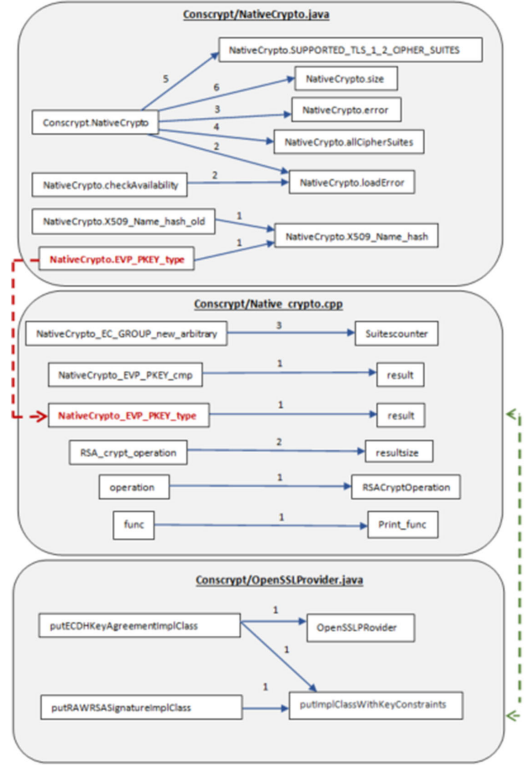 Conscrypt/NativeCrypto.java
NativeCrypto.SUPPORTED_TLS_1_2_CIPHER_SUITES
5
6
NativeCrypto.size
3
NativeCrypto.error
Conscrypt.NativeCrypto
4
NativeCrypto.allCipherSuites
2
NativeCrypto.checkAvailability
2
NativeCrypto.loadError
NativeCrypto.X509_Name_hash_old
1
NativeCrypto.X509_Name_hash
1
NativeCrypto.EVP_PKEY_type
Conscrypt/Native crypto.cpp
NativeCrypto_EC_GROUP_new_arbitrary
3
Suitescounter
NativeCrypto_EVP_PKEY_cmp
1
result
NativeCrypto_EVP_PKEY_type
1
result
RSA_crypt_operation
2
resultsize
operation
1
RSACryptOperation
func
1
Print_func
Conscrypt/OpenSSLProvider.java
putECDHKeyAgreementImplClass
1
OpenSSLPRovider
1
putRAWRSASignatureImplClass
1
putImplClassWithKeyConstraints